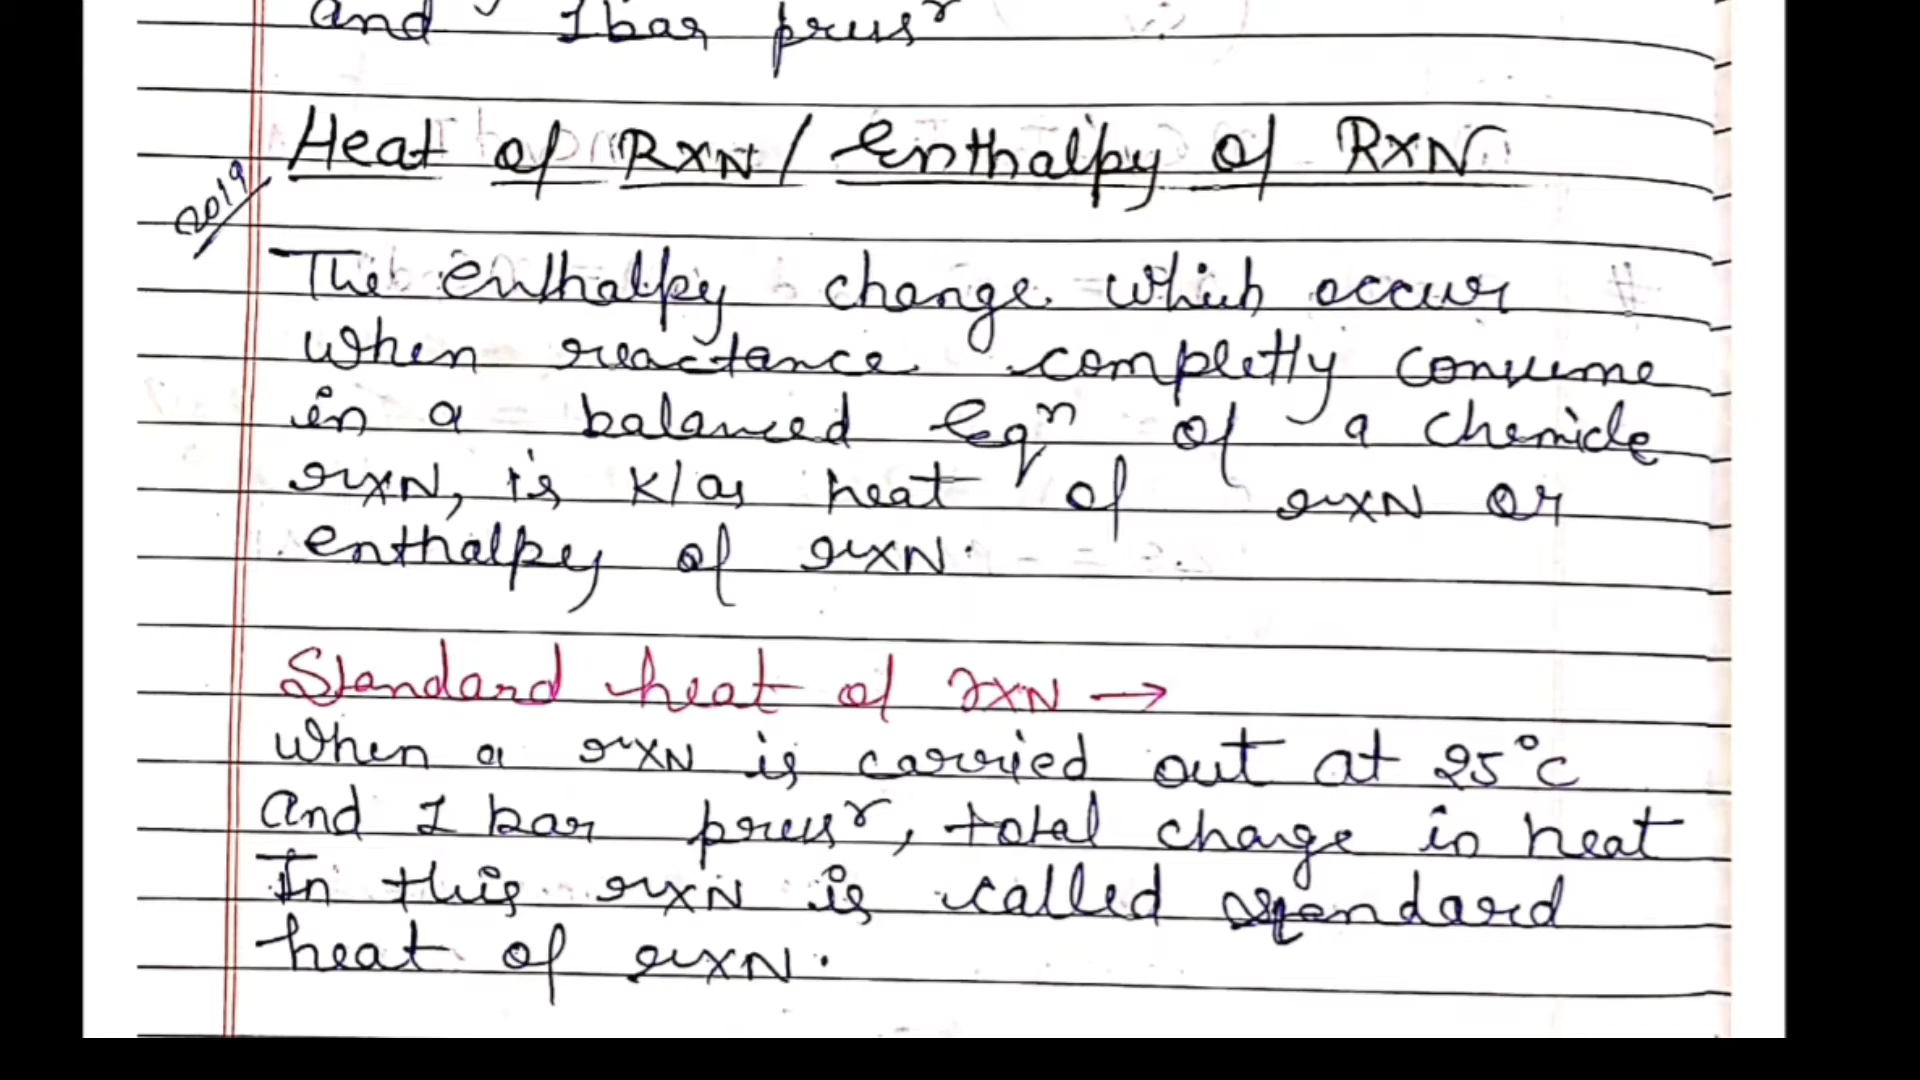 and 1 bar presr
Heat of RXN / Enthalpy of RXN
2019
The enthalpy change which occur
when reactance completly consume
in a balanced Eqn of a chemicle
rxN, is k/as heat of rxN or
enthalpy of rxN.
Standard heat of rxN →
when a rxN is carried out at 25°c
and 1 bar presr, total change in heat
In this rxN is called standard
heat of rxN.